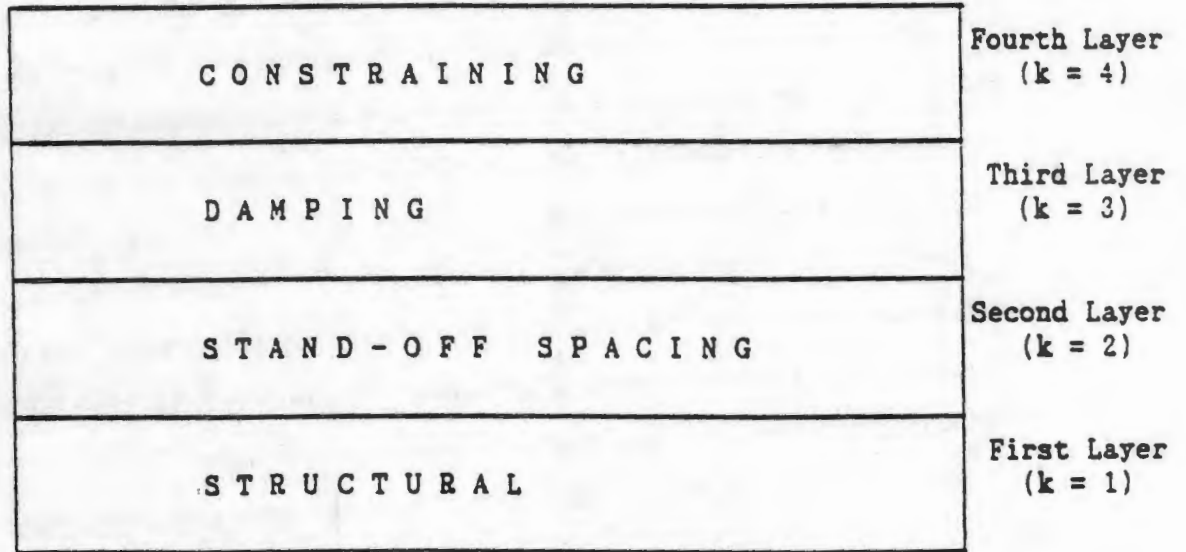 CONSTRAINING
Fourth Layer
(k = 4)
DAMPING
Third Layer
(k = 3)
STAND-OFF SPACING
Second Layer
(k = 2)
STRUCTURAL
First Layer
(k = 1)